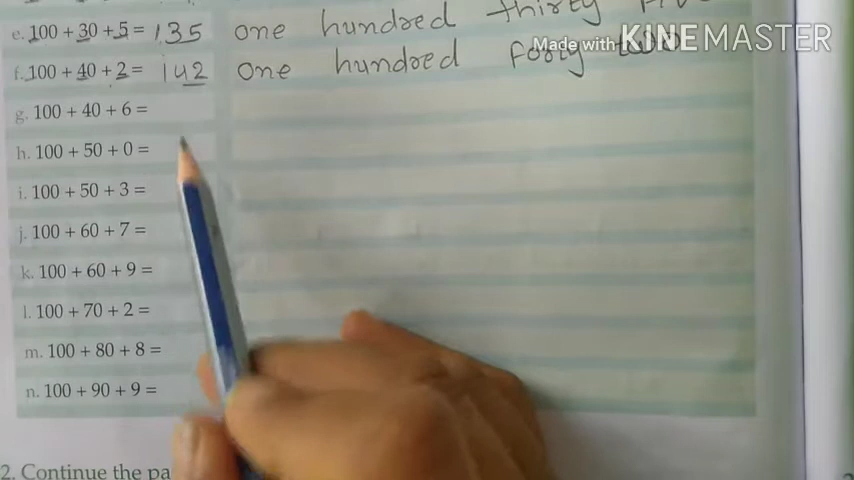 e. 100 + 30 + 5 = 135 one hundred thirty
f. 100 + 40 + 2 = 142 one hundred forty two
Made with KINEMASTER
g. 100 + 40 + 6 =
h. 100 + 50 + 0 =
i. 100 + 50 + 3 =
j. 100 + 60 + 7 =
k. 100 + 60 + 9 =
l. 100 + 70 + 2 =
m. 100 + 80 + 8 =
n. 100 + 90 + 9 =
2. Continue the pa